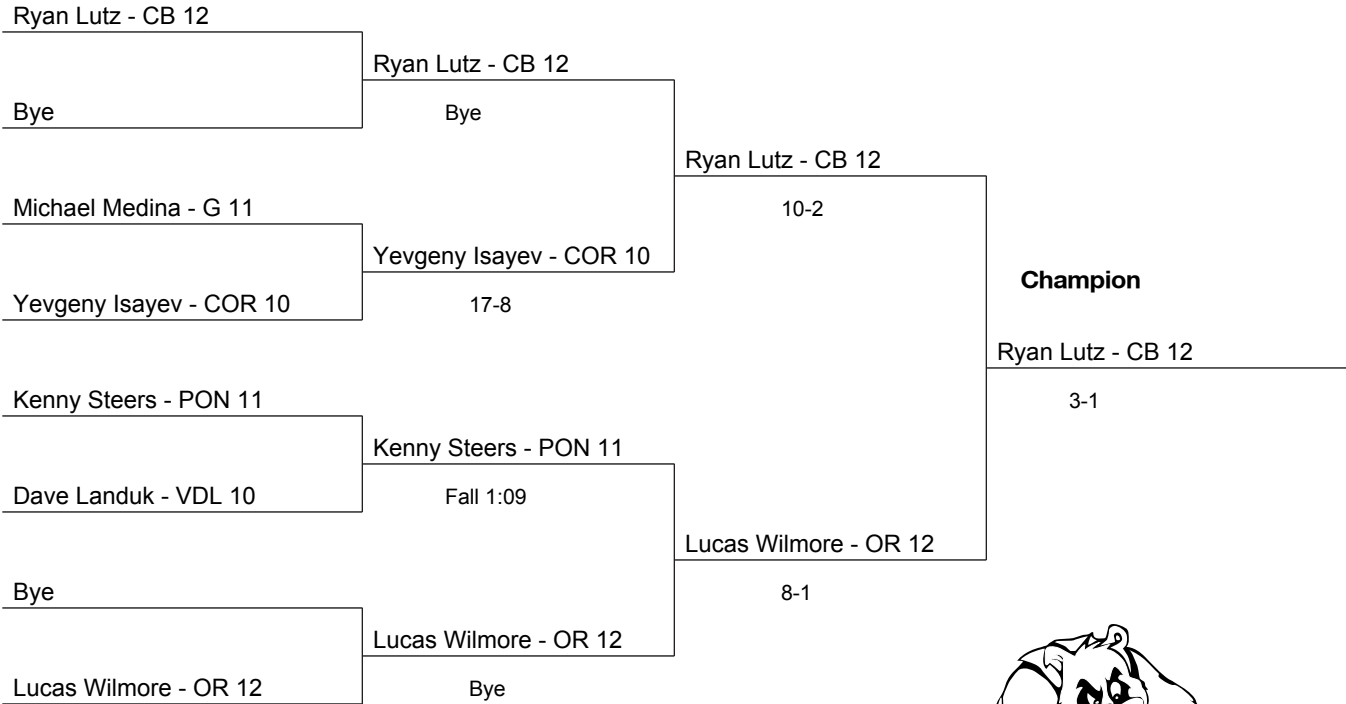 Ryan Lutz - CB 12
Ryan Lutz - CB 12
Bye
Bye
Ryan Lutz - CB 12
Michael Medina - G 11
10-2
Yevgeny Isayev - COR 10
Champion
Yevgeny Isayev - COR 10
17-8
Ryan Lutz - CB 12
Kenny Steers - PON 11
3-1
Kenny Steers - PON 11
Dave Landuk - VDL 10
Fall 1:09
Lucas Wilmore - OR 12
Bye
8-1
Lucas Wilmore - OR 12
Lucas Wilmore - OR 12
Bye